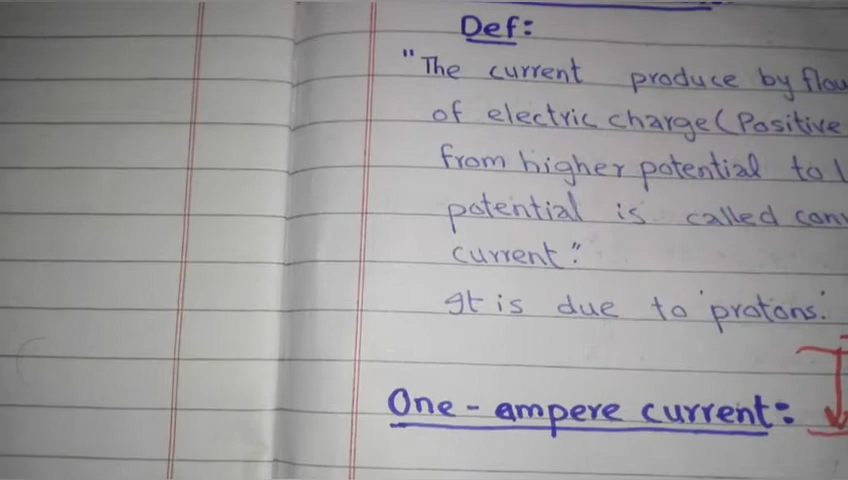 Def:
"The current produce by flow
of electric charge (Positive
from higher potential to
potential is called
current."
It is due to 'protons.'
One - ampere current: